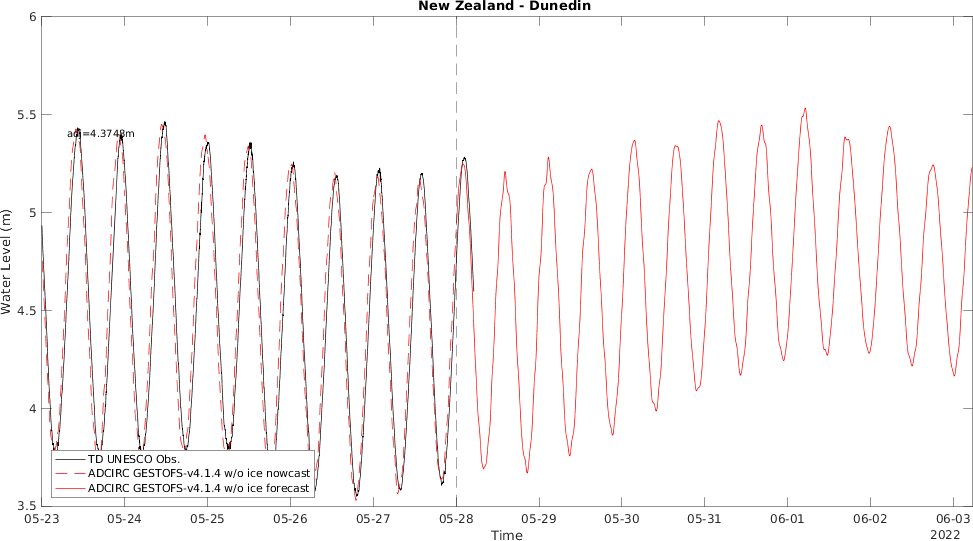 New Zealand - Dunedin
6
5.5
5
4.5
4
3.5
Water Level (m)
adj=4.3748m
TD UNESCO Obs.
ADCIRC GESTOFS-v4.1.4 w/o ice nowcast
ADCIRC GESTOFS-v4.1.4 w/o ice forecast
05-23 05-24 05-25 05-26 05-27 05-28 05-29 05-30 05-31 06-01 06-02 06-03
2022
Time